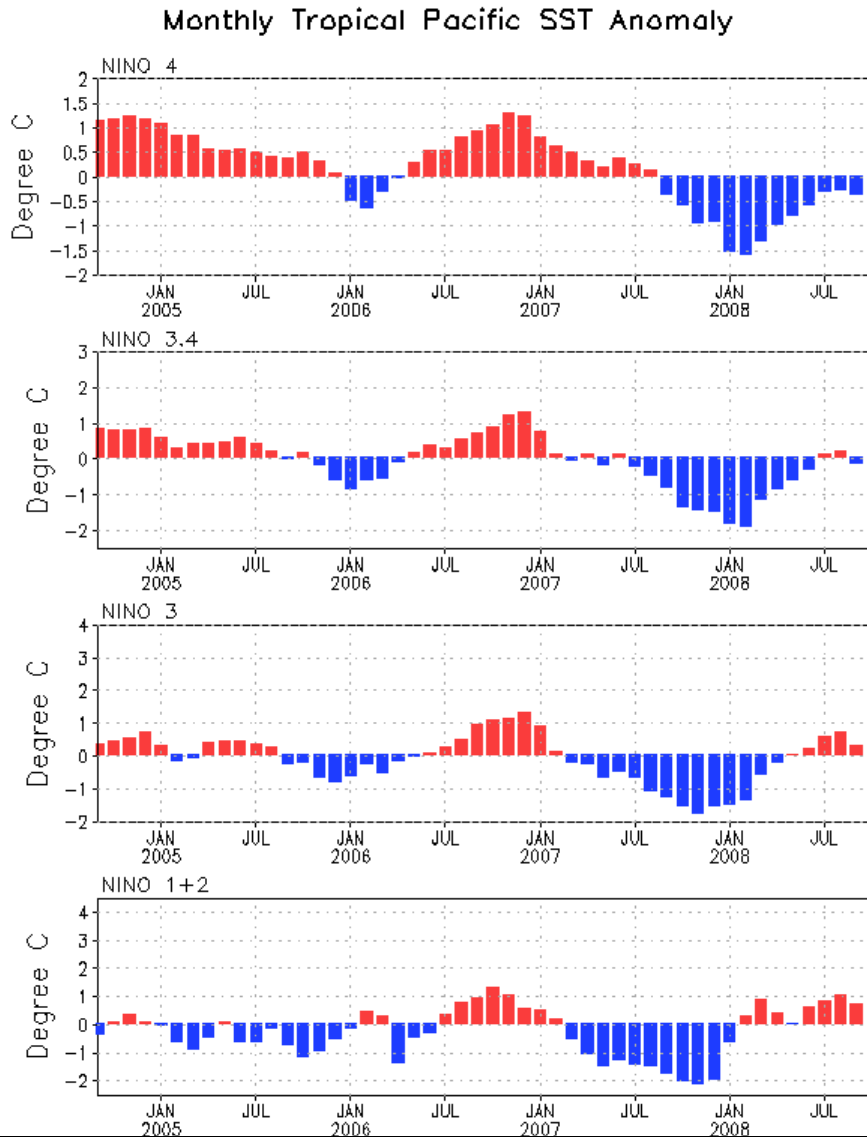 Monthly Tropical Pacific SST Anomaly
NINO 4
Degree C
2
1.5
1
0.5
0
−0.5
−1
−1.5
−2
JAN JUL JAN JUL JAN JUL JAN JUL
2005 2006 2007 2008
NINO 3.4
Degree C
3
2
1
0
−1
−2
JAN JUL JAN JUL JAN JUL JAN JUL
2005 2006 2007 2008
NINO 3
Degree C
4
3
2
1
0
−1
−2
JAN JUL JAN JUL JAN JUL JAN JUL
2005 2006 2007 2008
NINO 1+2
Degree C
4
3
2
1
0
−1
−2
JAN JUL JAN JUL JAN JUL JAN JUL
2005 2006 2007 2008